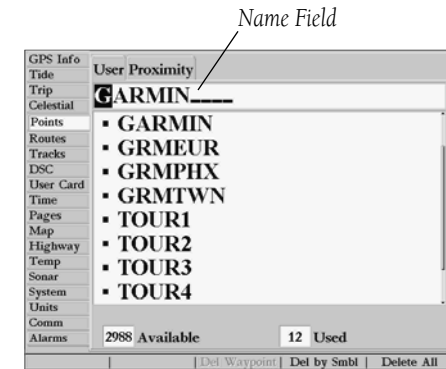 Name Field
GPS Info
Tide
Trip
Celestial
Points
Routes
Tracks
DSC
User Card
Time
Pages
Map
Highway
Temp
Sonar
System
Units
Comm
Alarms
User Proximity
GARMIN____
▪ GARMIN
▪ GRMEUR
▪ GRMPHX
▪ GRMTWN
▪ TOUR1
▪ TOUR2
▪ TOUR3
▪ TOUR4
2988 Available 12 Used
Del Waypoint | Del by Smbl | Delete All